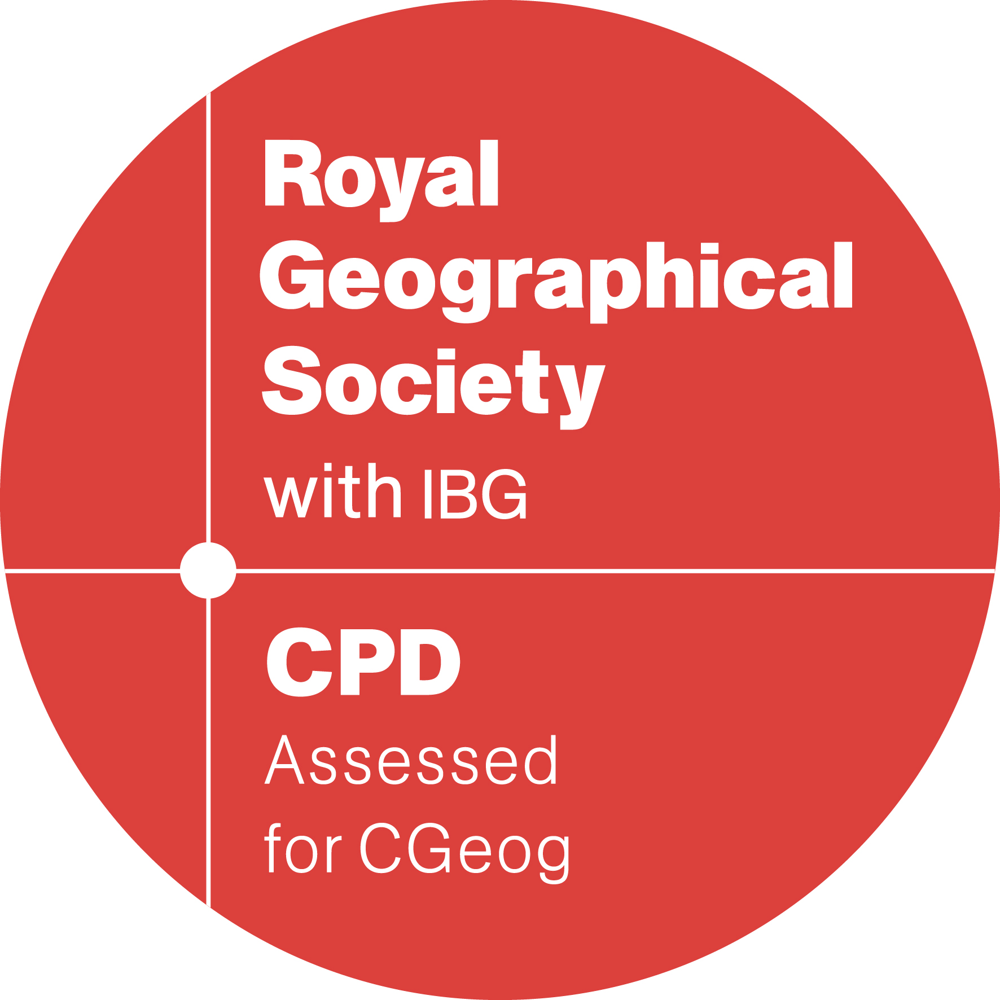 Royal
Geographical
Society
with IBG
CPD
Assessed
for CGeog